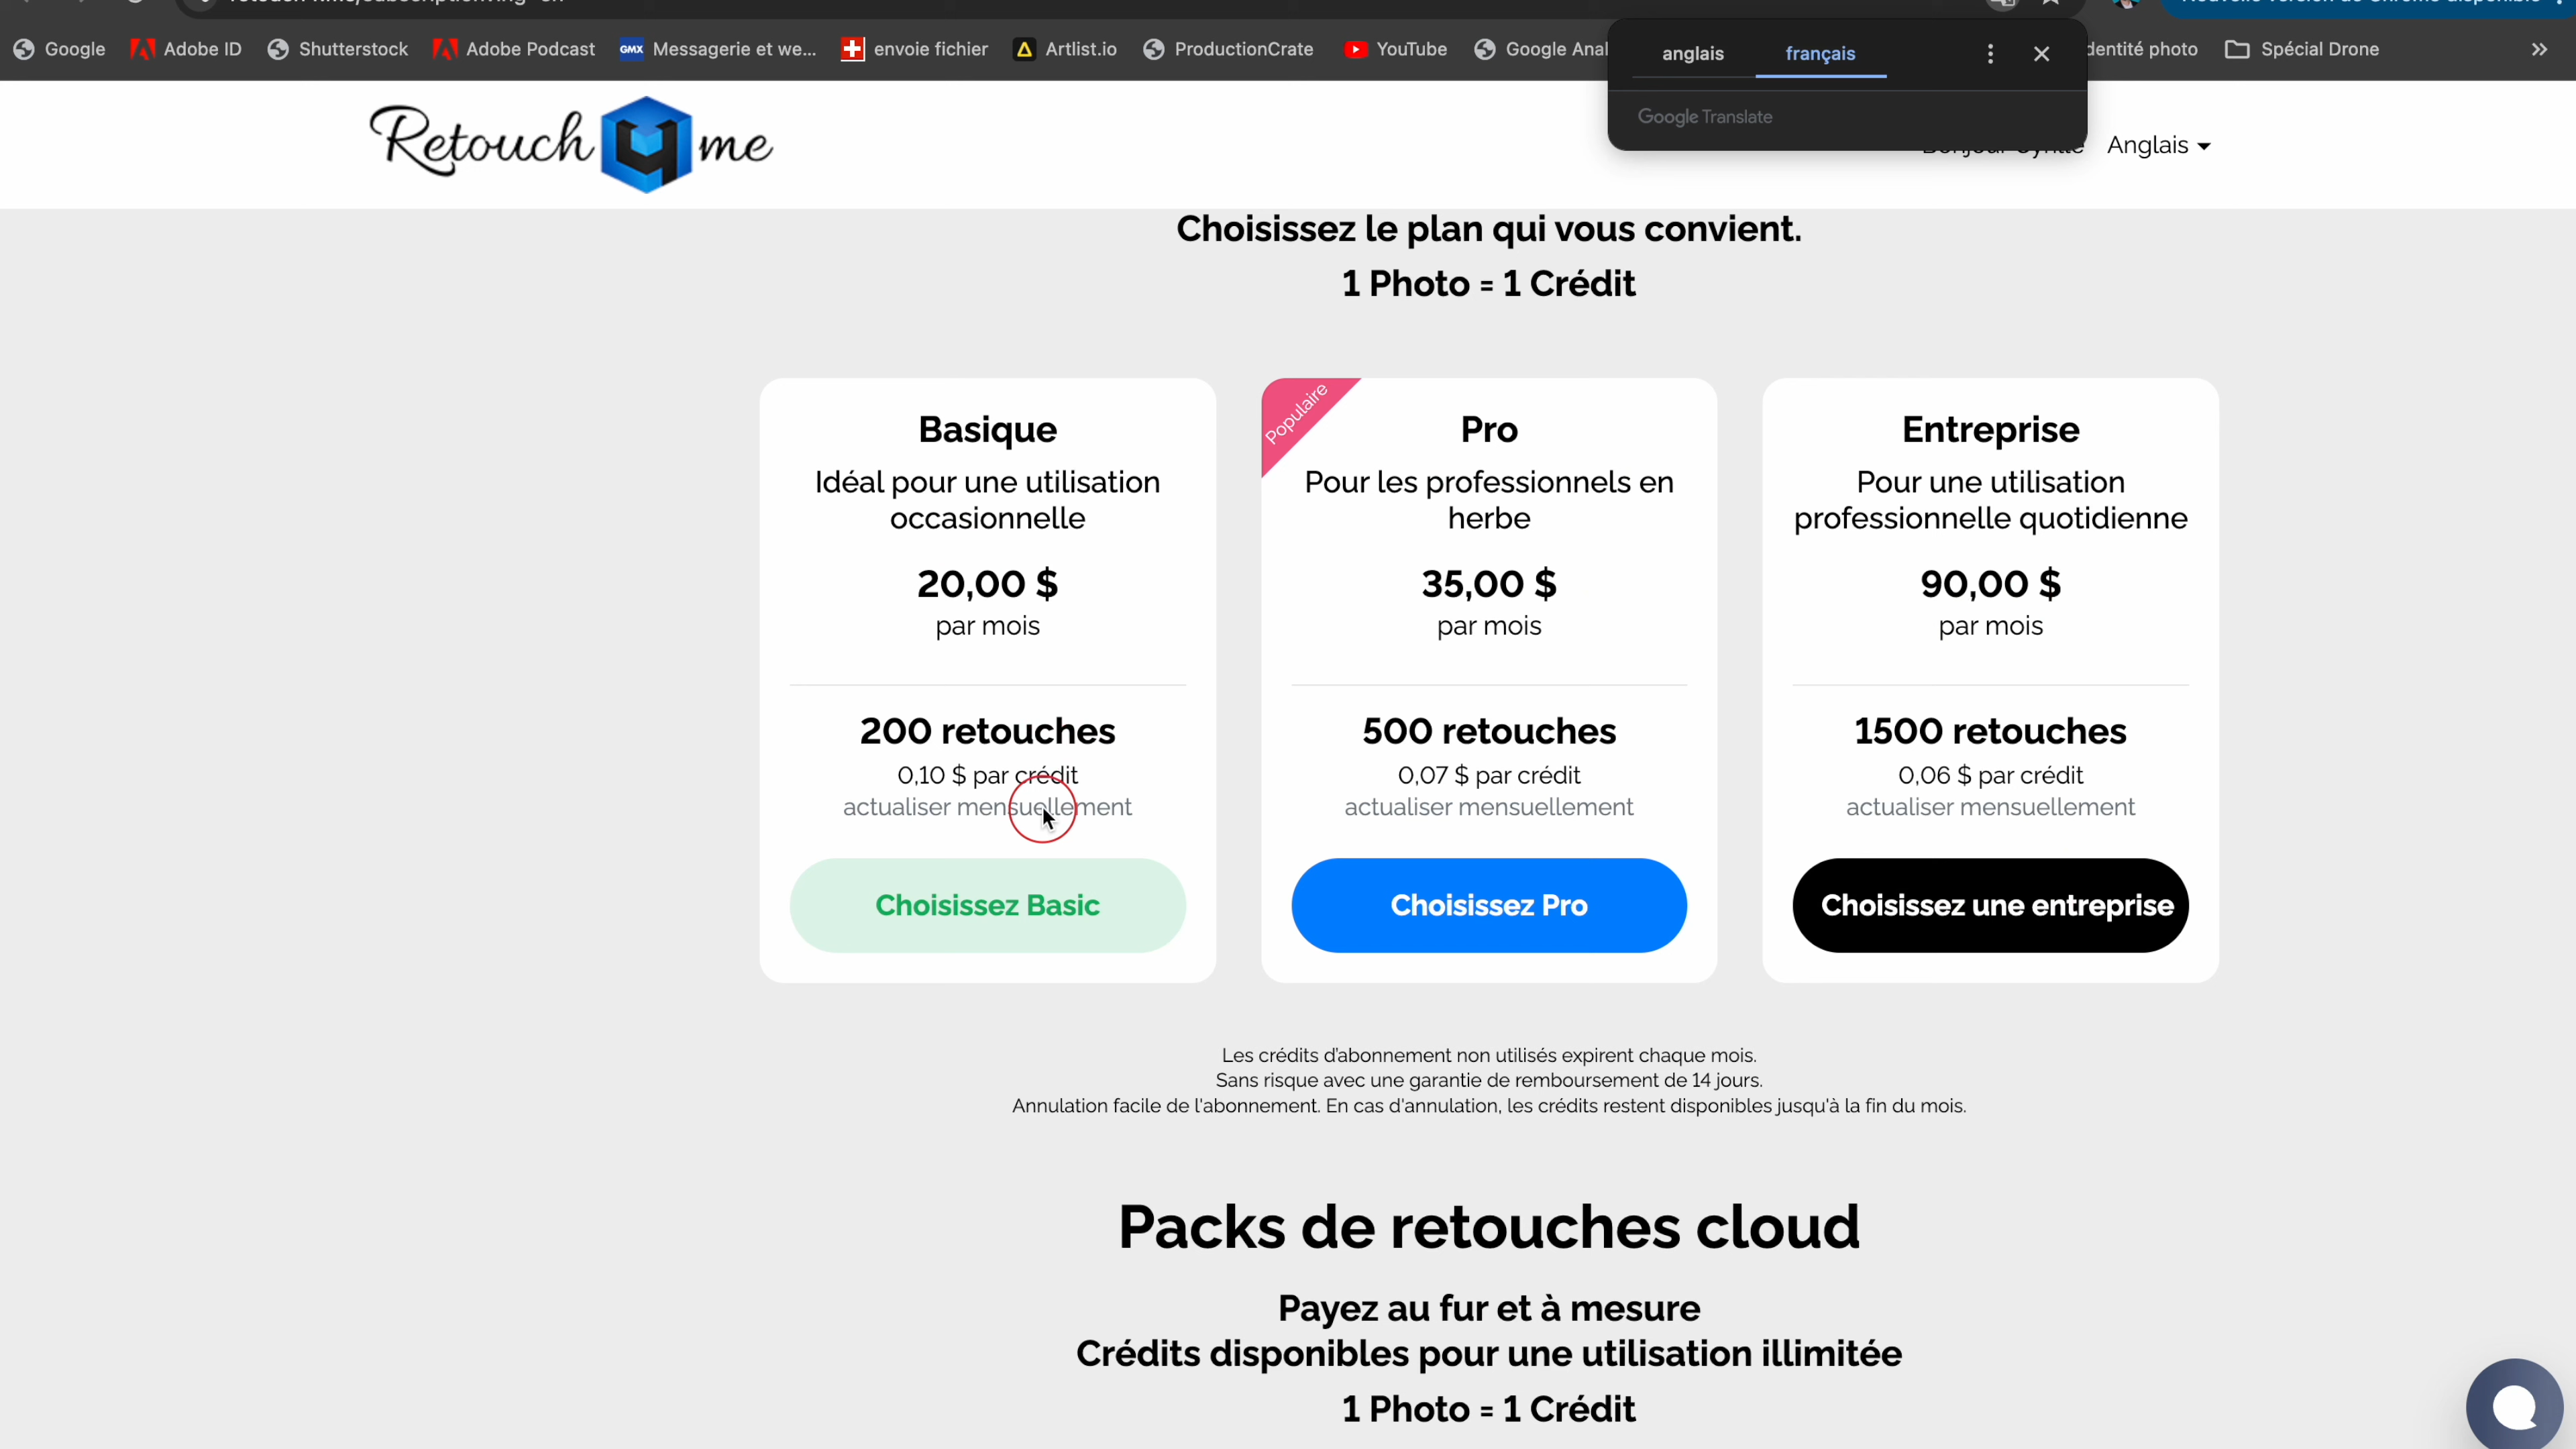 Google Adobe ID Shutterstock Adobe Podcast GMX Messagerie et we... envoie fichier Artlist.io ProductionCrate YouTube Google Anal dentité photo Spécial Drone
anglais français
Google Translate
Retouch4me
Anglais
Choisissez le plan qui vous convient.
1 Photo = 1 Crédit
Basique
Idéal pour une utilisation
occasionnelle
20,00 $
par mois
200 retouches
0,10 $ par crédit
actualiser mensuellement
Choisissez Basic
Populaire
Pro
Pour les professionnels en
herbe
35,00 $
par mois
500 retouches
0,07 $ par crédit
actualiser mensuellement
Choisissez Pro
Entreprise
Pour une utilisation
professionnelle quotidienne
90,00 $
par mois
1500 retouches
0,06 $ par crédit
actualiser mensuellement
Choisissez une entreprise
Les crédits d'abonnement non utilisés expirent chaque mois.
Sans risque avec une garantie de remboursement de 14 jours.
Annulation facile de l'abonnement. En cas d'annulation, les crédits restent disponibles jusqu'à la fin du mois.
Packs de retouches cloud
Payez au fur et à mesure
Crédits disponibles pour une utilisation illimitée
1 Photo = 1 Crédit